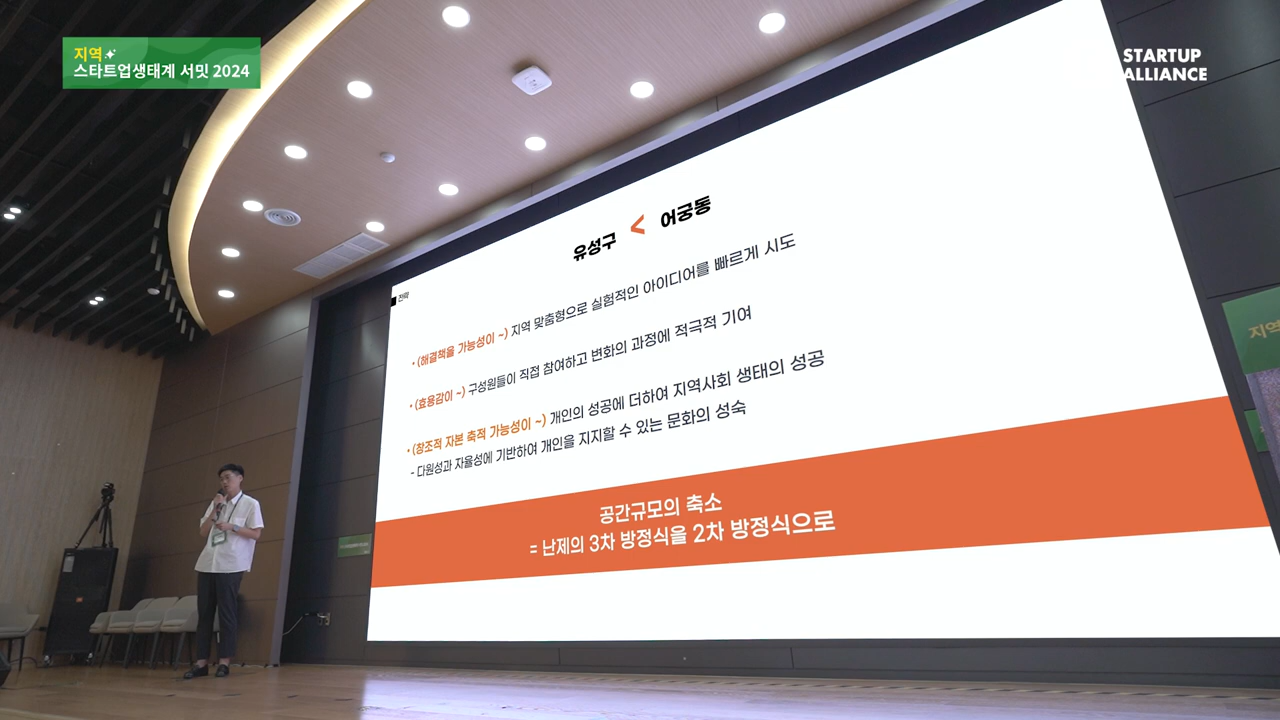 지역
스타트업생태계 서밋 2024
STARTUP
ALLIANCE
유성구 < 어궁동
전략
• (해결책을 가능성이 ~) 지역 맞춤형으로 실험적인 아이디어를 빠르게 시도
• (효용감이 ~) 구성원들이 직접 참여하고 변화의 과정에 적극적 기여
• (창조적 자본 축적 가능성이 ~) 개인의 성공에 더하여 지역사회 생태의 성공
- 다원성과 자율성에 기반하여 개인을 지지할 수 있는 문화의 성숙
공간규모의 축소
= 난제의 3차 방정식을 2차 방정식으로
지역